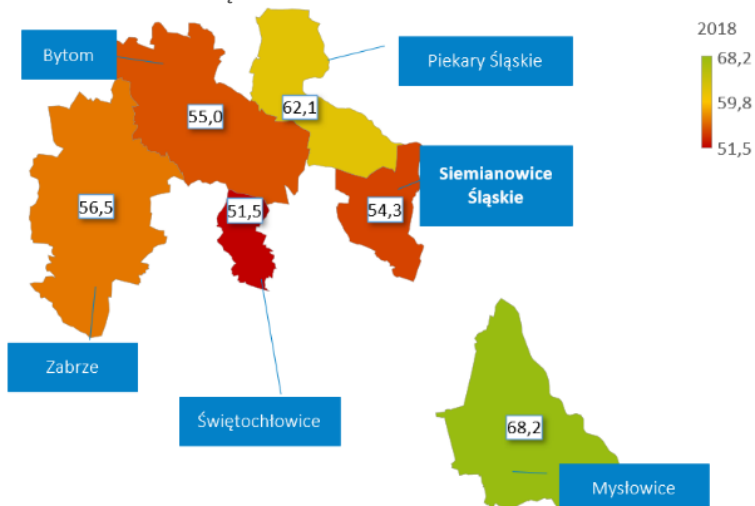 2018
68,2
59,8
51,5
Bytom
Piekary Śląskie
62,1
55,0
Siemianowice
Śląskie
56,5
51,5
54,3
Zabrze
Świętochłowice
68,2
Mysłowice